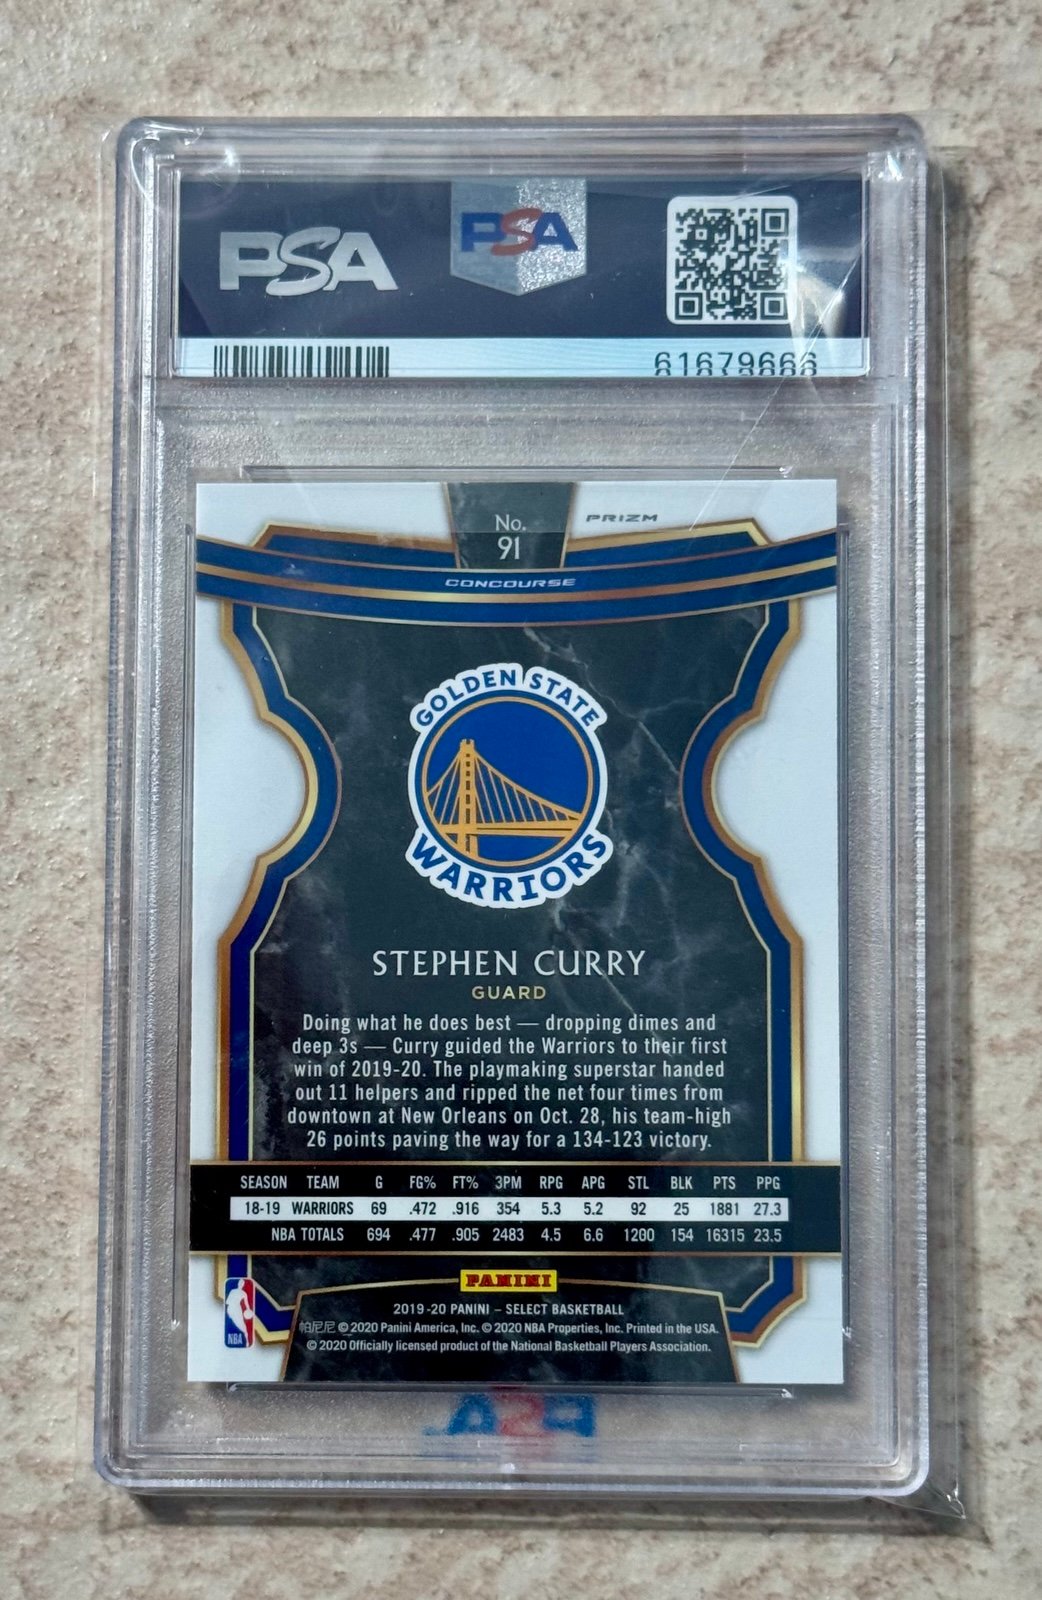 PSA
PSA
61679666
No.
91
PRIZM
CONCOURSE
GOLDEN STATE
WARRIORS
STEPHEN CURRY
GUARD
Doing what he does best — dropping dimes and
deep 3s — Curry guided the Warriors to their first
win of 2019-20. The playmaking superstar handed
out 11 helpers and ripped the net four times from
downtown at New Orleans on Oct. 28, his team-high
26 points paving the way for a 134-123 victory.
SEASON TEAM G FG% FT% 3PM RPG APG STL BLK PTS PPG
18-19 WARRIORS 69 .472 .916 354 5.3 5.2 92 25 1881 27.3
NBA TOTALS 694 .477 .905 2483 4.5 6.6 1200 154 16315 23.5
PANINI
2019-20 PANINI – SELECT BASKETBALL
帕尼尼 © 2020 Panini America, Inc. © 2020 NBA Properties, Inc. Printed in the USA.
© 2020 Officially licensed product of the National Basketball Players Association.
NBA
PSA